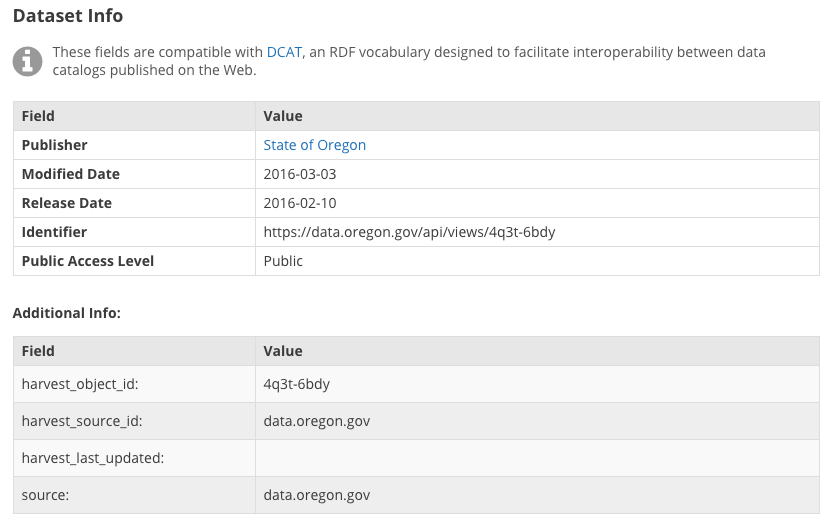 Dataset Info
These fields are compatible with DCAT, an RDF vocabulary designed to facilitate interoperability between data
catalogs published on the Web.
Field Value
Publisher State of Oregon
Modified Date 2016-03-03
Release Date 2016-02-10
Identifier https://data.oregon.gov/api/views/4q3t-6bdy
Public Access Level Public
Additional Info:
Field Value
harvest_object_id: 4q3t-6bdy
harvest_source_id: data.oregon.gov
harvest_last_updated:
source: data.oregon.gov